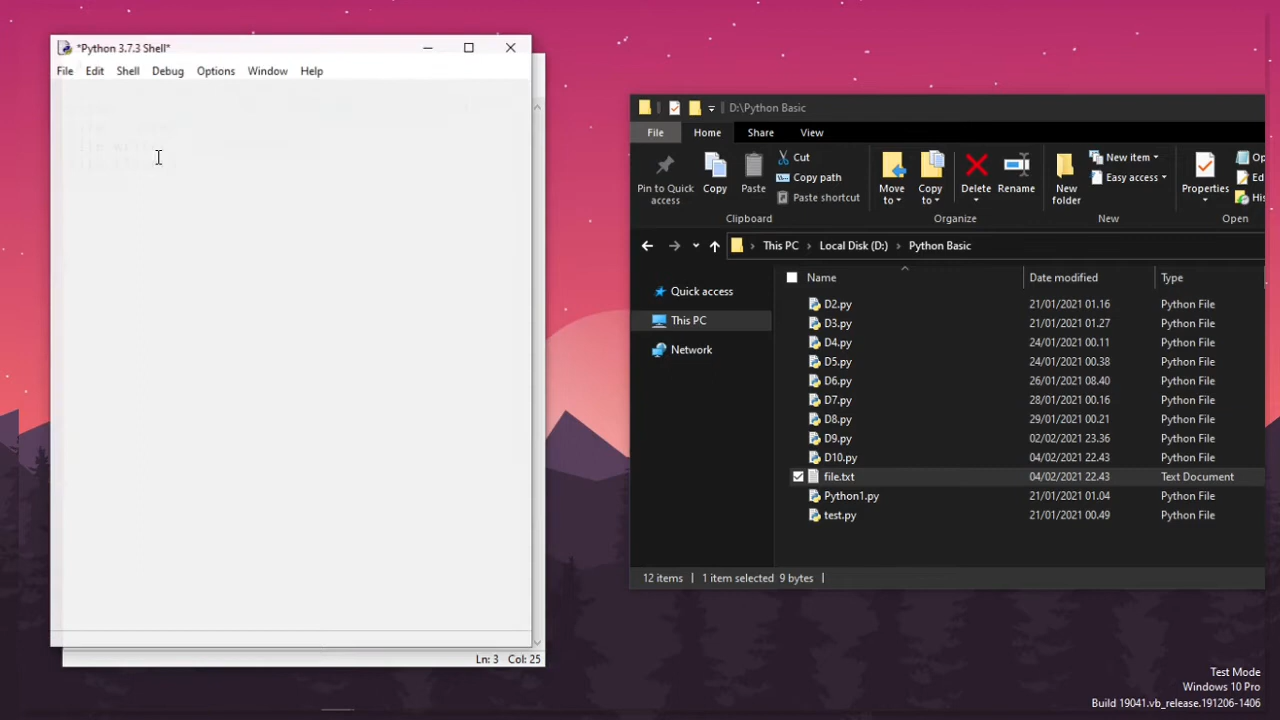 *Python 3.7.3 Shell*
File Edit Shell Debug Options Window Help
Ln: 3 Col: 25
D:\Python Basic
File Home Share View
Pin to Quick access
Copy
Paste
Cut
Copy path
Paste shortcut
Clipboard
Move to
Copy to
Delete
Rename
Organize
New folder
New item
Easy access
New
Properties
Op
Ed
His
Open
This PC Local Disk (D:) Python Basic
Quick access
This PC
Network
Name Date modified Type
D2.py 21/01/2021 01.16 Python File
D3.py 21/01/2021 01.27 Python File
D4.py 24/01/2021 00.11 Python File
D5.py 24/01/2021 00.38 Python File
D6.py 26/01/2021 08.40 Python File
D7.py 28/01/2021 00.16 Python File
D8.py 29/01/2021 00.21 Python File
D9.py 02/02/2021 23.36 Python File
D10.py 04/02/2021 22.43 Python File
file.txt 04/02/2021 22.43 Text Document
Python1.py 21/01/2021 01.04 Python File
test.py 21/01/2021 00.49 Python File
12 items 1 item selected 9 bytes
Test Mode
Windows 10 Pro
Build 19041.vb_release.191206-1406